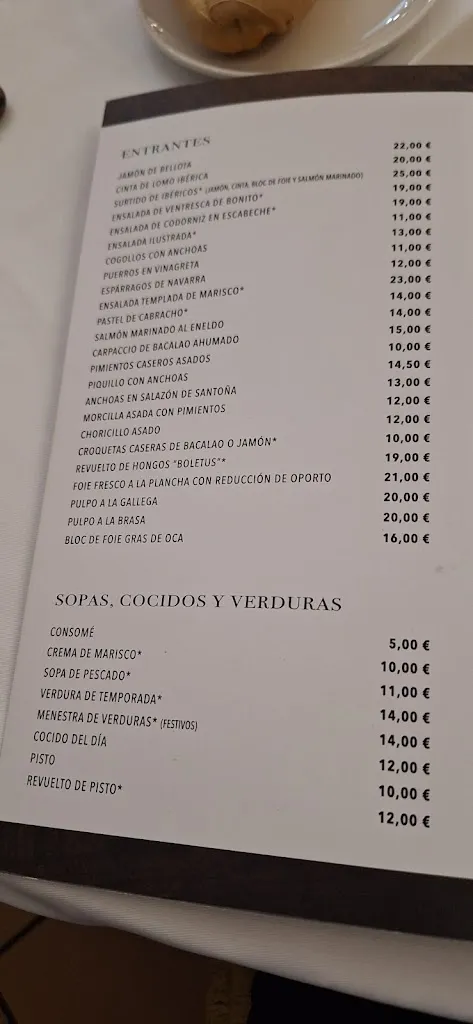 ENTRANTES
JAMÓN DE BELLOTA 22,00 €
CINTA DE LOMO IBÉRICA 20,00 €
SURTIDO DE IBÉRICOS* (JAMÓN, CINTA, BLOC DE FOIE Y SALMÓN MARINADO) 25,00 €
ENSALADA DE VENTRESCA DE BONITO* 19,00 €
ENSALADA DE CODORNIZ EN ESCABECHE* 19,00 €
ENSALADA ILUSTRADA* 11,00 €
COGOLLOS CON ANCHOAS 13,00 €
PUERROS EN VINAGRETA 11,00 €
ESPÁRRAGOS DE NAVARRA 12,00 €
ENSALADA TEMPLADA DE MARISCO* 23,00 €
PASTEL DE CABRACHO* 14,00 €
SALMÓN MARINADO AL ENELDO 14,00 €
CARPACCIO DE BACALAO AHUMADO 15,00 €
PIMIENTOS CASEROS ASADOS 10,00 €
PIQUILLO CON ANCHOAS 14,50 €
ANCHOAS EN SALAZÓN DE SANTOÑA 13,00 €
MORCILLA ASADA CON PIMIENTOS 12,00 €
CHORICILLO ASADO 12,00 €
CROQUETAS CASERAS DE BACALAO O JAMÓN* 10,00 €
REVUELTO DE HONGOS "BOLETUS"* 19,00 €
FOIE FRESCO A LA PLANCHA CON REDUCCIÓN DE OPORTO 21,00 €
PULPO A LA GALLEGA 20,00 €
PULPO A LA BRASA 20,00 €
BLOC DE FOIE GRAS DE OCA 16,00 €
SOPAS, COCIDOS Y VERDURAS
CONSOMÉ 5,00 €
CREMA DE MARISCO* 10,00 €
SOPA DE PESCADO* 11,00 €
VERDURA DE TEMPORADA* 14,00 €
MENESTRA DE VERDURAS* (FESTIVOS) 14,00 €
COCIDO DEL DÍA 12,00 €
PISTO 10,00 €
REVUELTO DE PISTO* 12,00 €